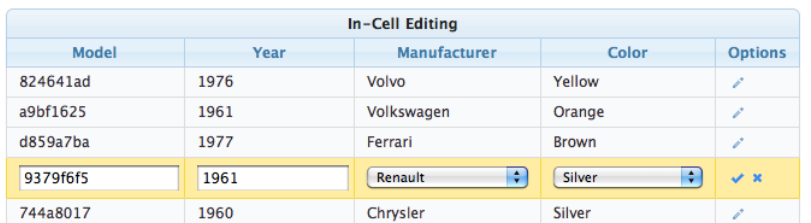 In-Cell Editing
Model Year Manufacturer Color Options
824641ad 1976 Volvo Yellow
a9bf1625 1961 Volkswagen Orange
d859a7ba 1977 Ferrari Brown
9379f6f5 1961 Renault Silver
744a8017 1960 Chrysler Silver